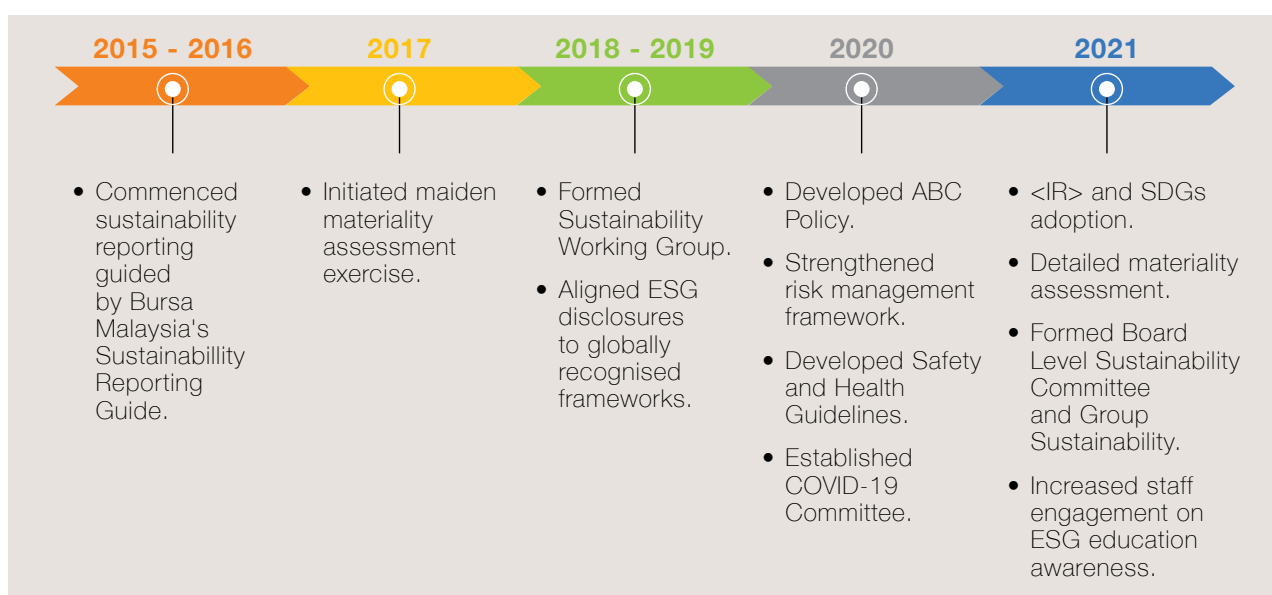 2015 - 2016
• Commenced
sustainability
reporting
guided
by Bursa
Malaysia's
Sustainabillity
Reporting
Guide.
2017
• Initiated maiden
materiality
assessment
exercise.
2018 - 2019
• Formed
Sustainability
Working Group.
• Aligned ESG
disclosures
to globally
recognised
frameworks.
2020
• Developed ABC
Policy.
• Strengthened
risk management
framework.
• Developed Safety
and Health
Guidelines.
• Established
COVID-19
Committee.
2021
• <IR> and SDGs
adoption.
• Detailed materiality
assessment.
• Formed Board
Level Sustainability
Committee
and Group
Sustainability.
• Increased staff
engagement on
ESG education
awareness.